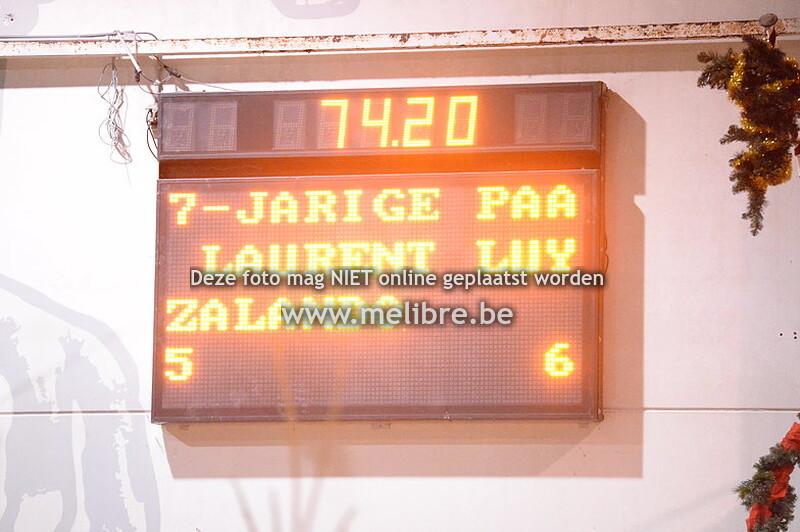 74.20
7-JARIGE PAA
LAURENT LUY
Deze foto mag NIET online geplaatst worden
ZALANDO
www.melibre.be
5 6